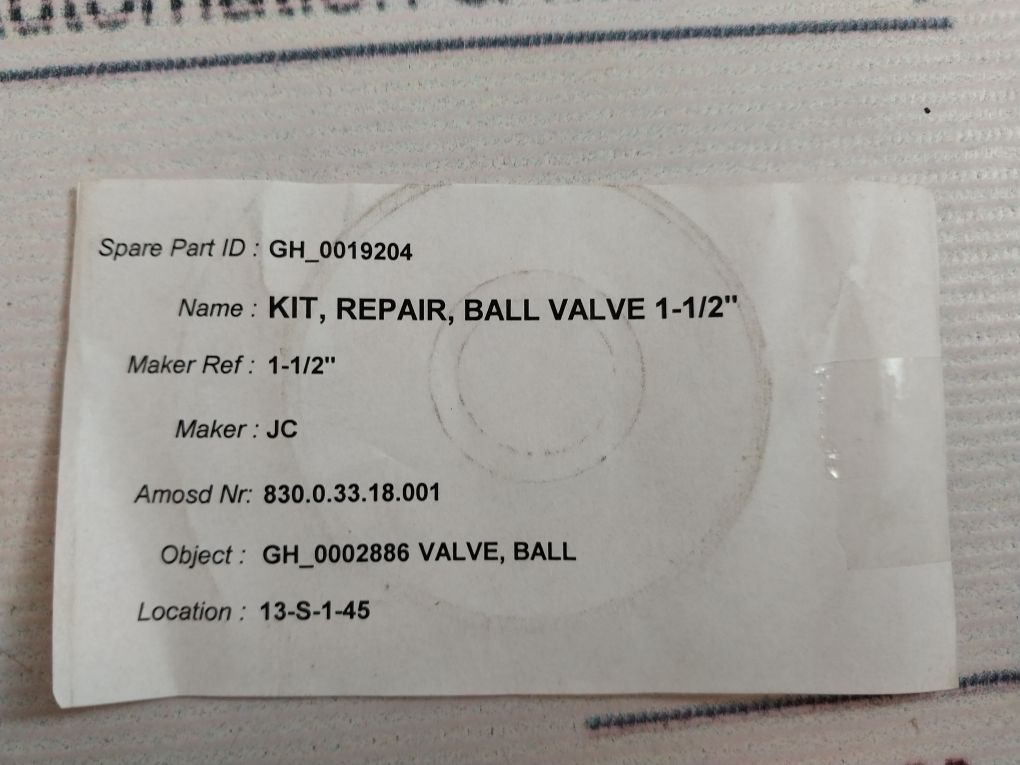 Spare Part ID : GH_0019204
Name : KIT, REPAIR, BALL VALVE 1-1/2"
Maker Ref : 1-1/2"
Maker : JC
Amosd Nr: 830.0.33.18.001
Object : GH_0002886 VALVE, BALL
Location : 13-S-1-45